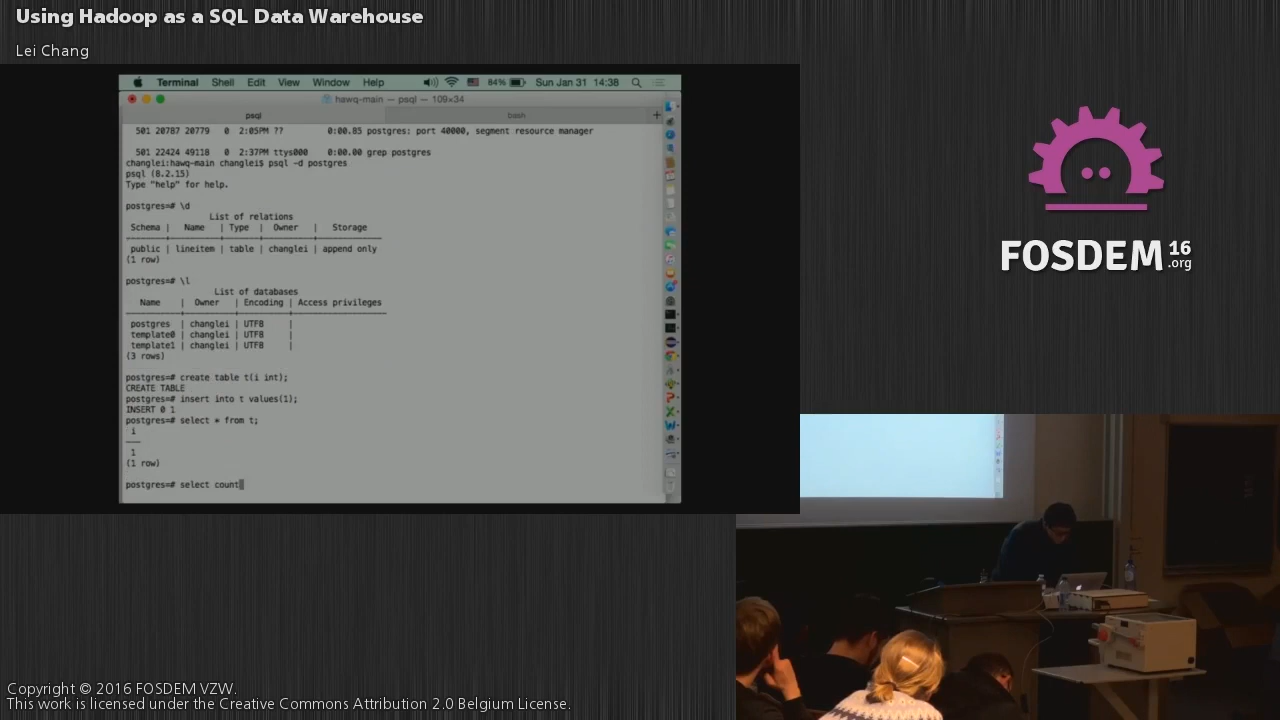 Using Hadoop as a SQL Data Warehouse
Lei Chang
Terminal Shell Edit View Window Help 84% Sun Jan 31 14:38
hawq-main — psql — 109×34
psql bash +
501 20787 20779 0 2:05PM ?? 0:00.85 postgres: port 40000, segment resource manager
501 22424 49118 0 2:37PM ttys000 0:00.00 grep postgres
changlei:hawq-main changlei$ psql -d postgres
psql (8.2.15)
Type "help" for help.
postgres=# \d
List of relations
Schema | Name | Type | Owner | Storage
public | lineitem | table | changlei | append only
(1 row)
postgres=# \l
List of databases
Name | Owner | Encoding | Access privileges
postgres | changlei | UTF8 |
template0 | changlei | UTF8 |
template1 | changlei | UTF8 |
(3 rows)
postgres=# create table t(i int);
CREATE TABLE
postgres=# insert into t values(1);
INSERT 0 1
postgres=# select * from t;
i
1
(1 row)
postgres=# select count
FOSDEM 16 .org
Copyright © 2016 FOSDEM VZW.
This work is licensed under the Creative Commons Attribution 2.0 Belgium License.